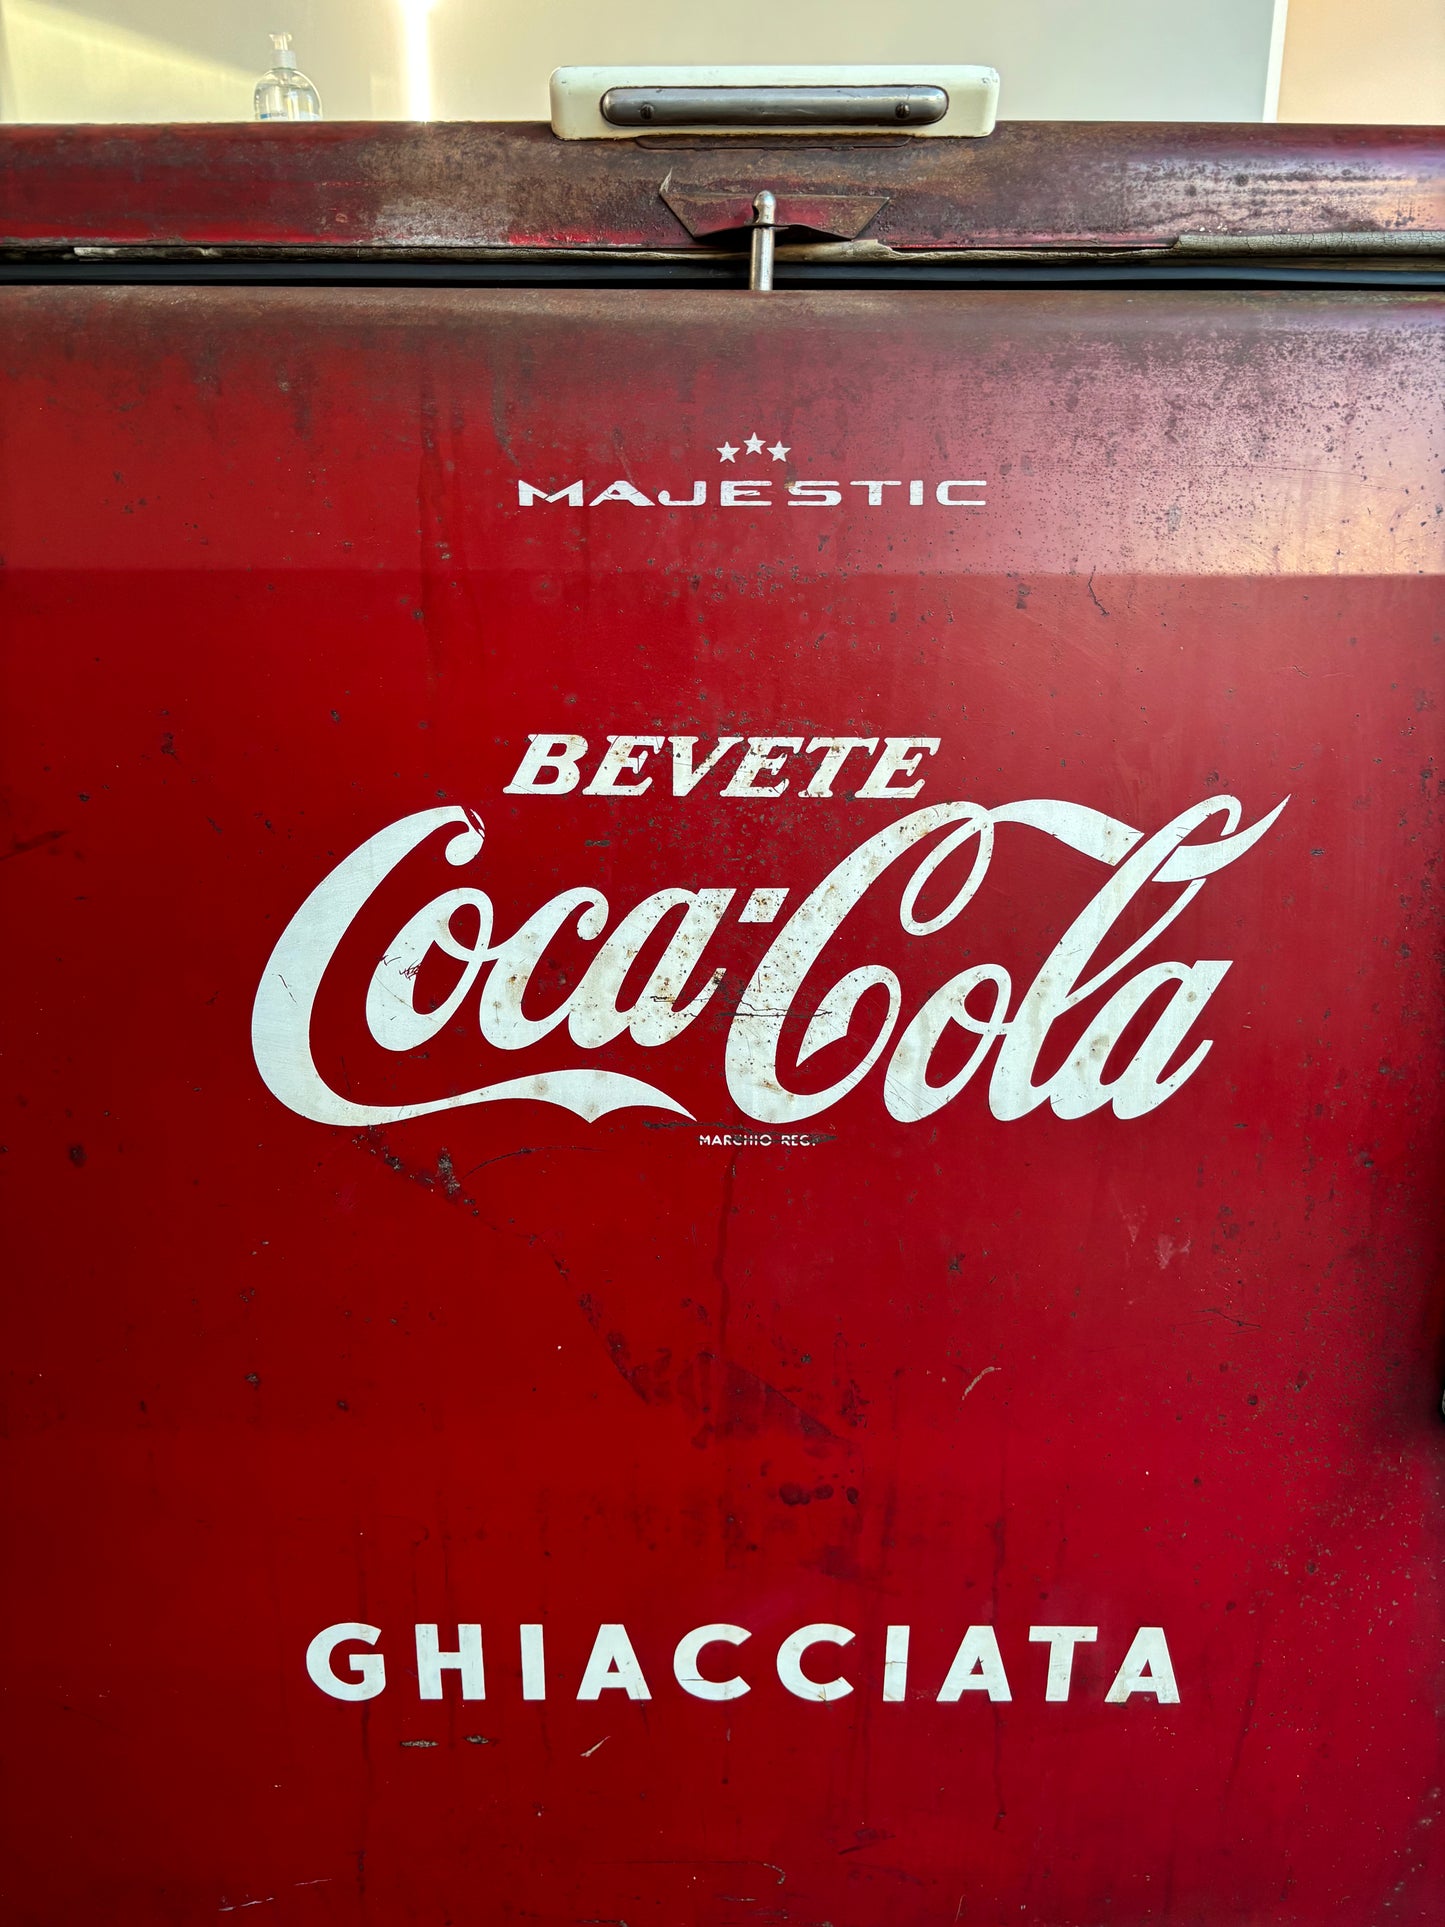 MAJESTIC
BEVETE
Coca-Cola
MARCHIO REG.
GHIACCIATA